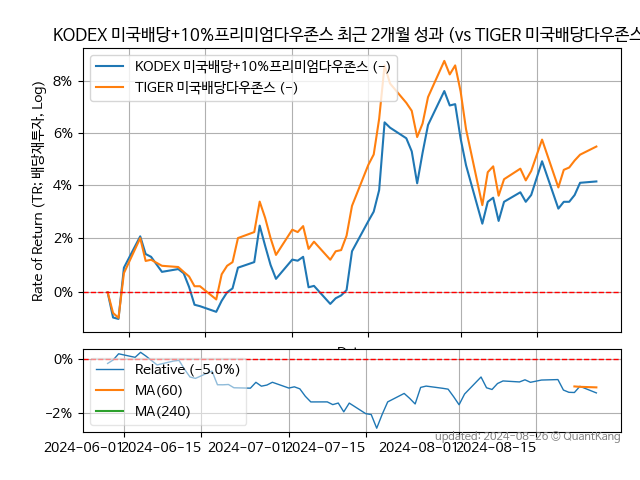 KODEX 미국배당+10%프리미엄다우존스 최근 2개월 성과 (vs TIGER 미국배당다우존스
Rate of Return (TR: 배당재투자, Log)
8%
6%
4%
2%
0%
KODEX 미국배당+10%프리미엄다우존스 (-)
TIGER 미국배당다우존스 (-)
0%
−2%
Relative (-5.0%)
MA(60)
MA(240)
2024-06-01
2024-06-15
2024-07-01
2024-07-15
2024-08-01
2024-08-15
updated: 2024-08-26 © QuantKang